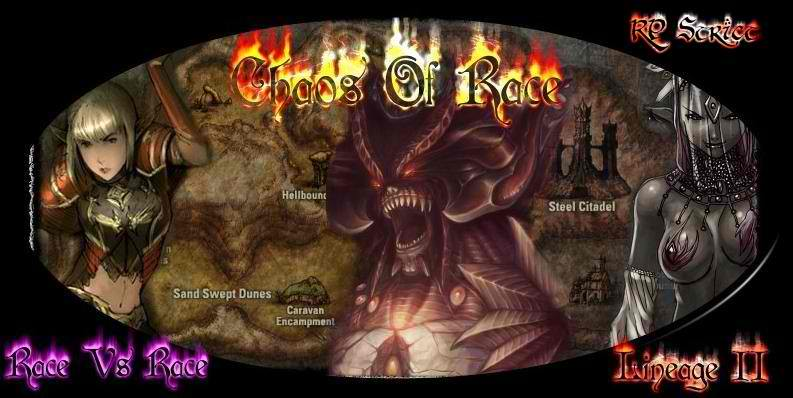 RP Strict
Chaos Of Race
Hellbound
Steel Citadel
Sand Swept Dunes
Caravan
Encampment
Race Vs Race
Lineage II